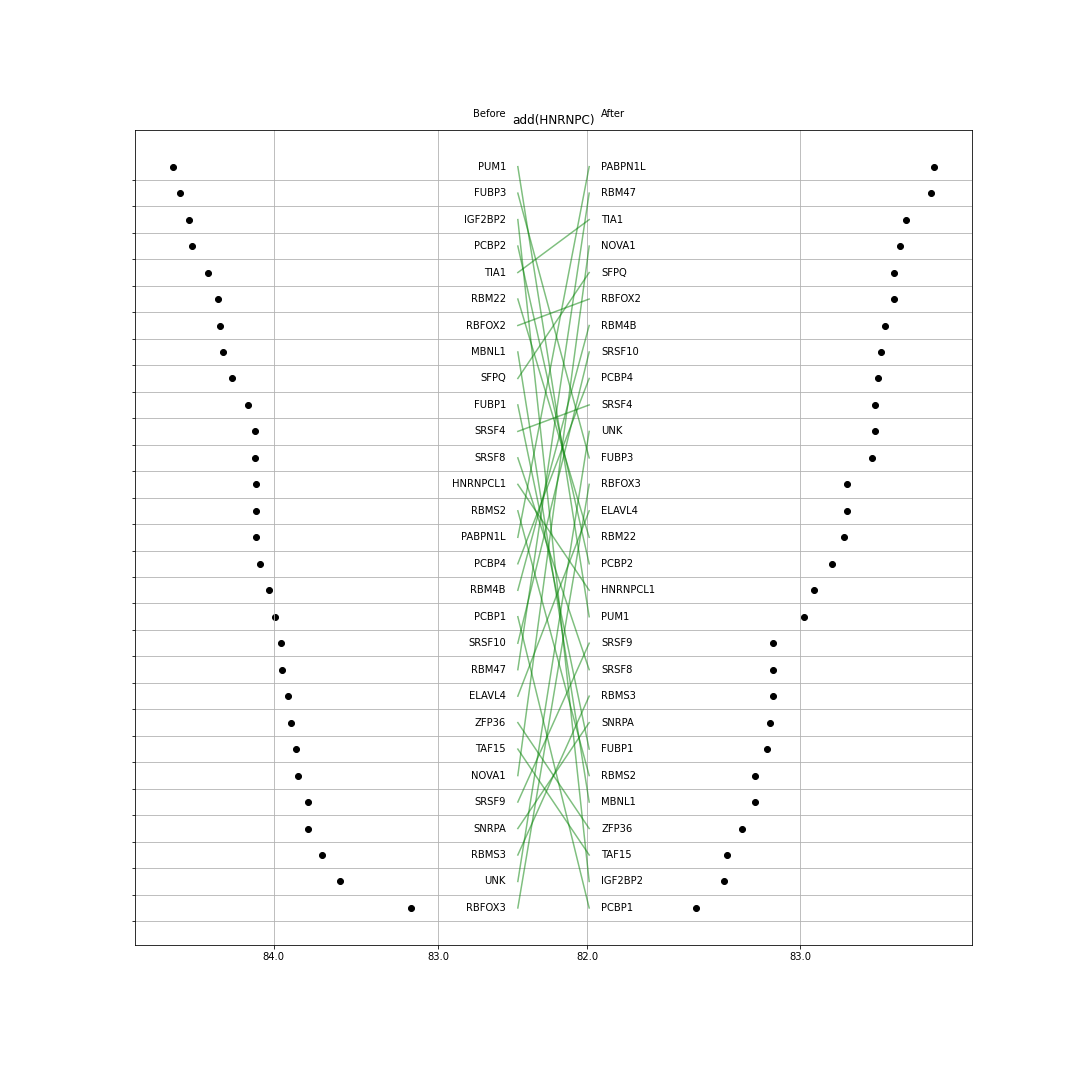 Before After
add(HNRNPC)
PUM1 PABPN1L
FUBP3 RBM47
IGF2BP2 TIA1
PCBP2 NOVA1
TIA1 SFPQ
RBM22 RBFOX2
RBFOX2 RBM4B
MBNL1 SRSF10
SFPQ PCBP4
FUBP1 SRSF4
SRSF4 UNK
SRSF8 FUBP3
HNRNPCL1 RBFOX3
RBMS2 ELAVL4
PABPN1L RBM22
PCBP4 PCBP2
RBM4B HNRNPCL1
PCBP1 PUM1
SRSF10 SRSF9
RBM47 SRSF8
ELAVL4 RBMS3
ZFP36 SNRPA
TAF15 FUBP1
NOVA1 RBMS2
SRSF9 MBNL1
SNRPA ZFP36
RBMS3 TAF15
UNK IGF2BP2
RBFOX3 PCBP1
84.0 83.0 82.0 83.0